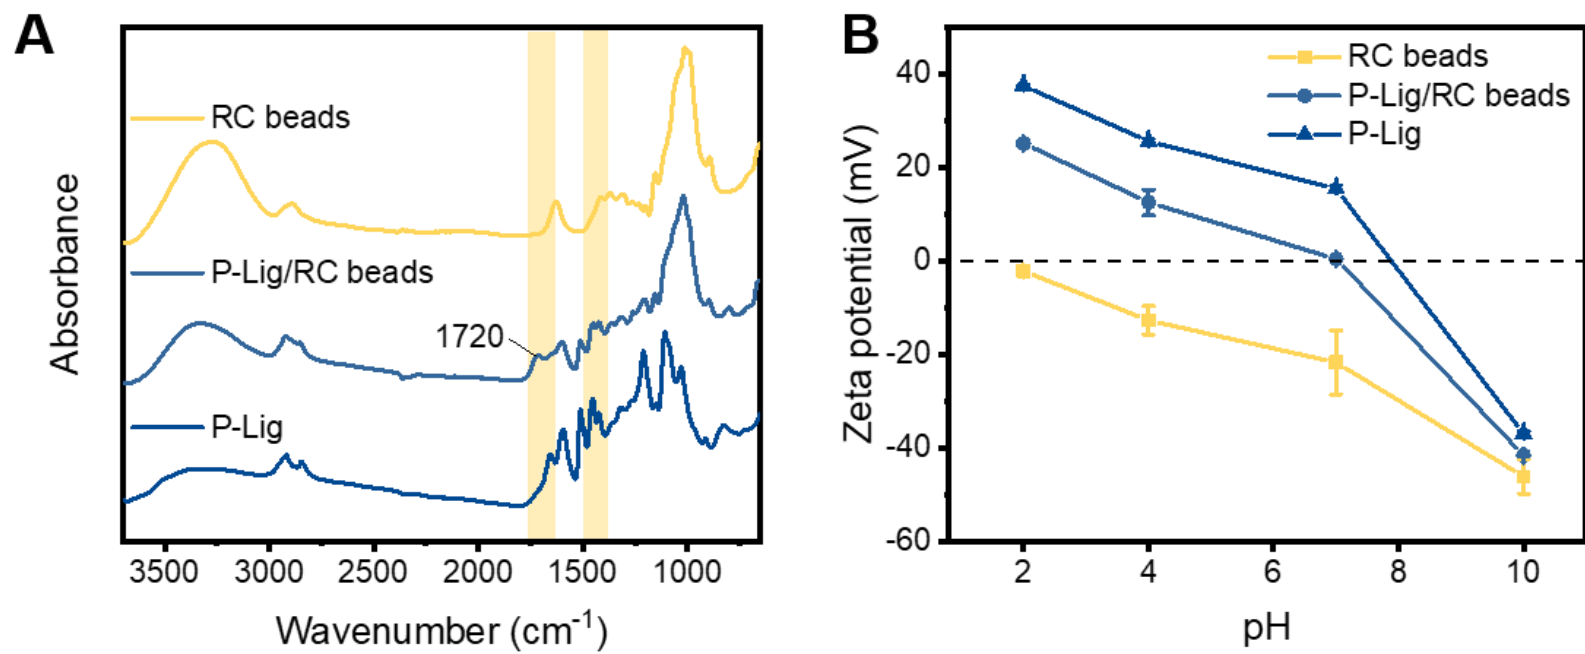 A
RC beads
P-Lig/RC beads
1720
P-Lig
Absorbance
3500 3000 2500 2000 1500 1000
Wavenumber (cm⁻¹)
B
RC beads
P-Lig/RC beads
P-Lig
Zeta potential (mV)
40
20
0
-20
-40
-60
2 4 6 8 10
pH